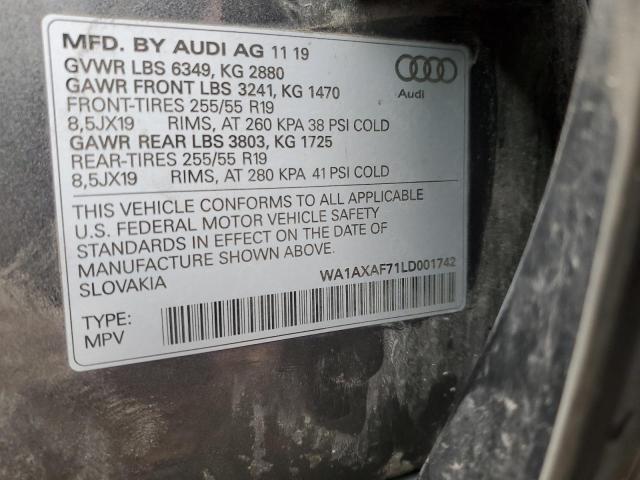 MFD. BY AUDI AG 11 19
GVWR LBS 6349, KG 2880
GAWR FRONT LBS 3241, KG 1470
FRONT-TIRES 255/55 R19
8,5JX19 RIMS, AT 260 KPA 38 PSI COLD
GAWR REAR LBS 3803, KG 1725
REAR-TIRES 255/55 R19
8,5JX19 RIMS, AT 280 KPA 41 PSI COLD
Audi
THIS VEHICLE CONFORMS TO ALL APPLICABLE
U.S. FEDERAL MOTOR VEHICLE SAFETY
STANDARDS IN EFFECT ON THE DATE OF
MANUFACTURE SHOWN ABOVE.
SLOVAKIA
WA1AXAF71LD001742
TYPE:
MPV